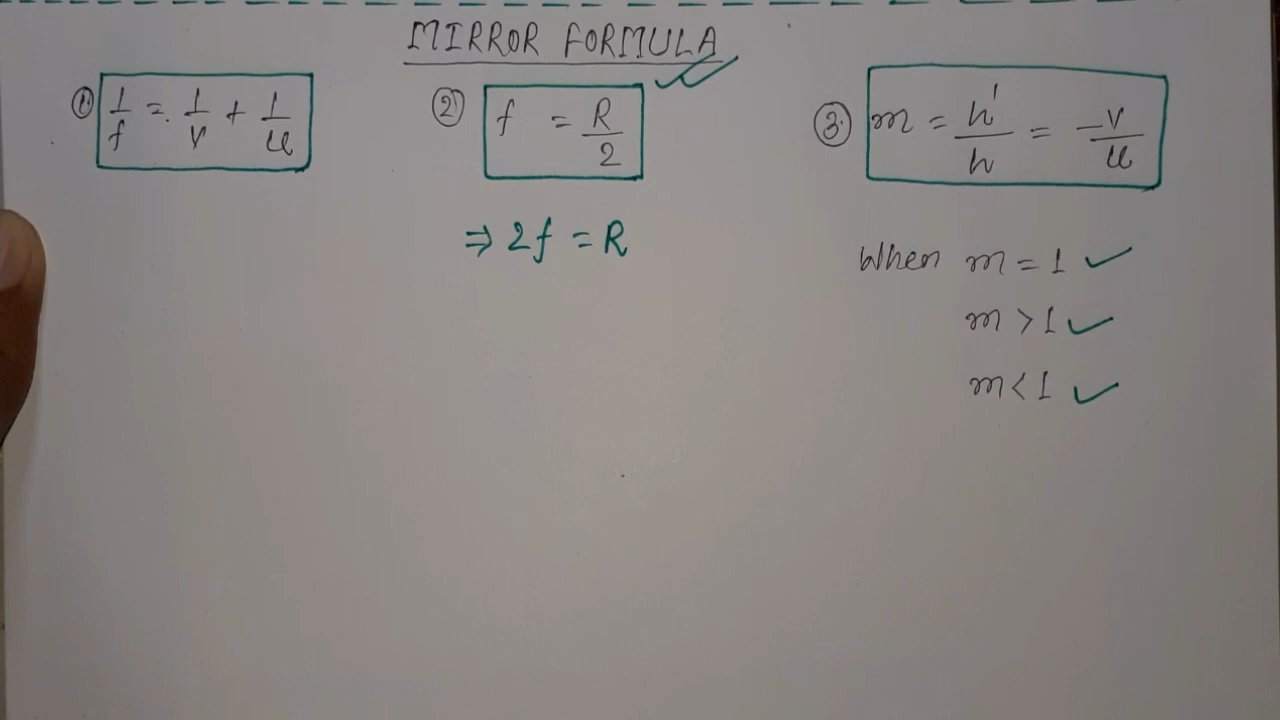 MIRROR FORMULA
① 1/f = 1/v + 1/u
② f = R/2
⇒ 2f = R
③ m = h'/h = -v/u
When m = 1 ✓
m > 1 ✓
m < 1 ✓